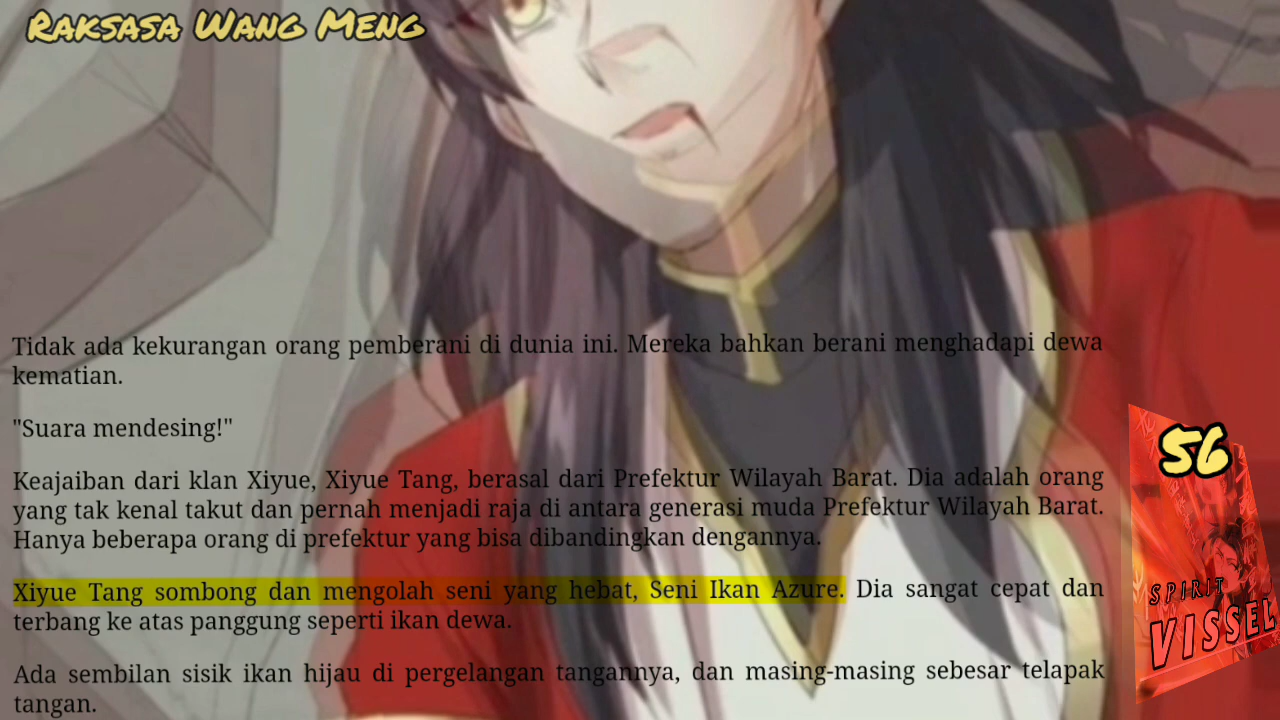 Raksasa Wang Meng
Tidak ada kekurangan orang pemberani di dunia ini. Mereka bahkan berani menghadapi dewa
kematian.
"Suara mendesing!"
Keajaiban dari klan Xiyue, Xiyue Tang, berasal dari Prefektur Wilayah Barat. Dia adalah orang
yang tak kenal takut dan pernah menjadi raja di antara generasi muda Prefektur Wilayah Barat.
Hanya beberapa orang di prefektur yang bisa dibandingkan dengannya.
Xiyue Tang sombong dan mengolah seni yang hebat, Seni Ikan Azure. Dia sangat cepat dan
terbang ke atas panggung seperti ikan dewa.
Ada sembilan sisik ikan hijau di pergelangan tangannya, dan masing-masing sebesar telapak
tangan.
56
SPIRIT
VISSEL